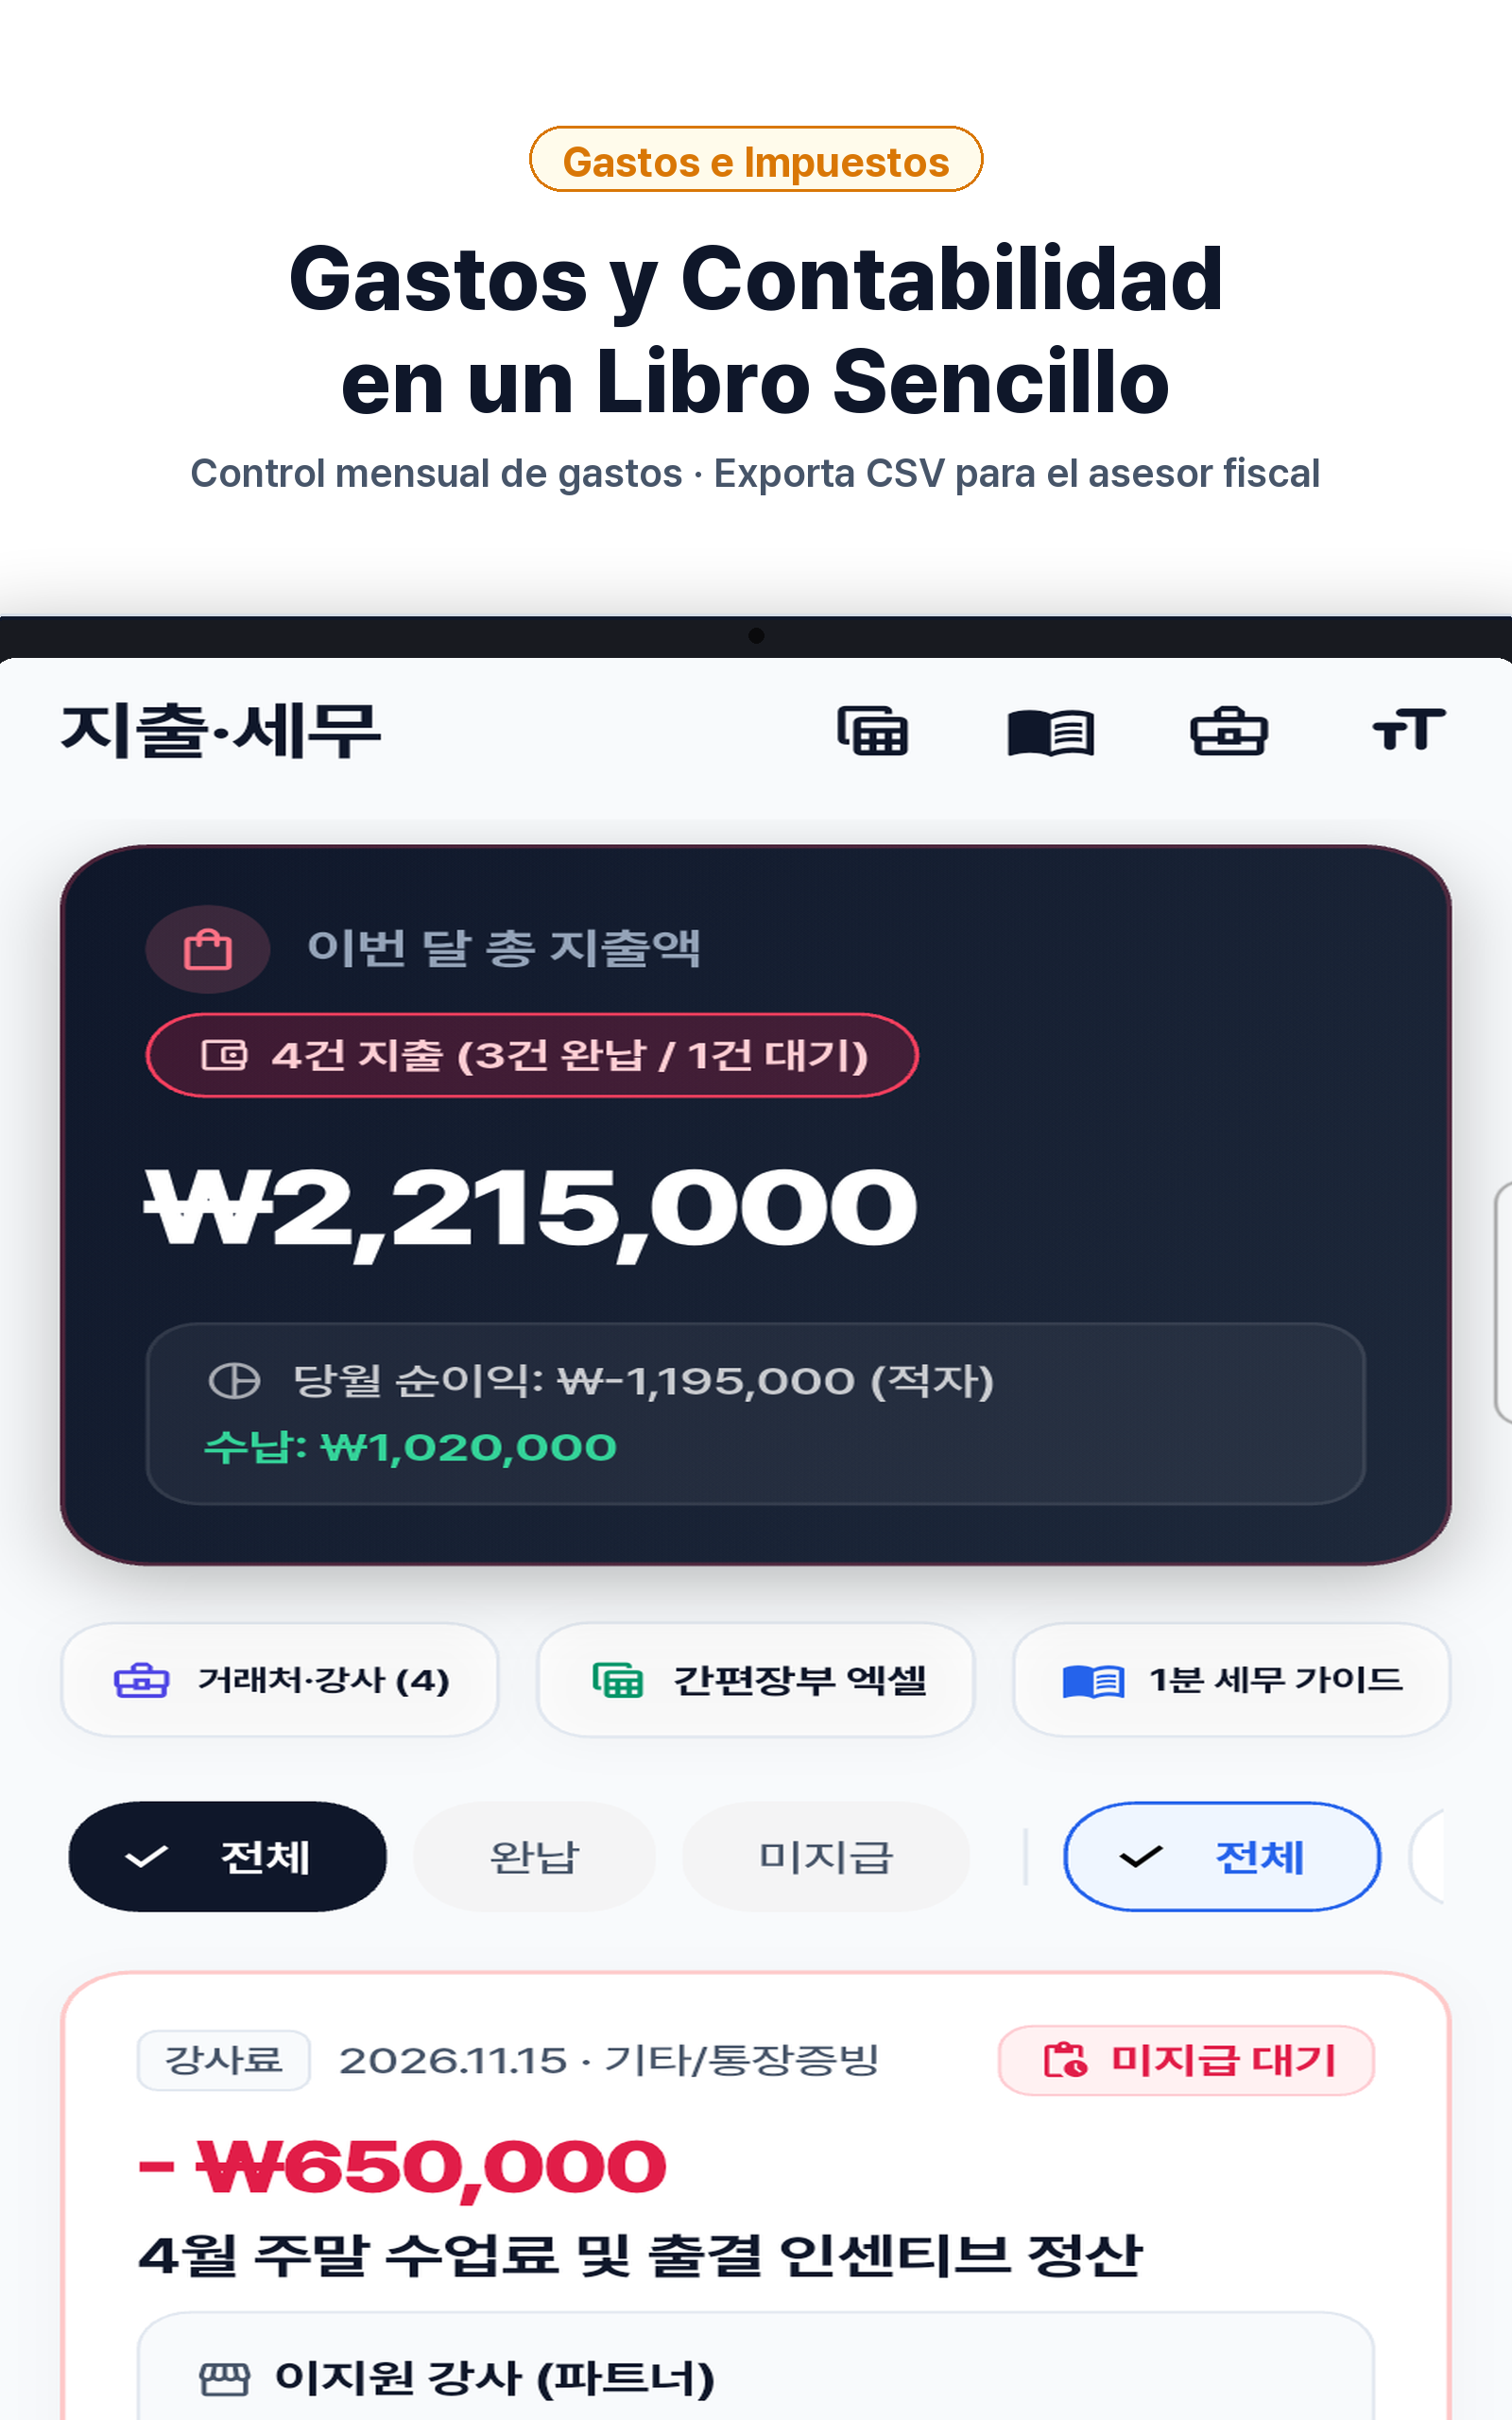 Gastos e Impuestos
Gastos y Contabilidad
en un Libro Sencillo
Control mensual de gastos · Exporta CSV para el asesor fiscal
지출·세무
이번 달 총 지출액
4건 지출 (3건 완납 / 1건 대기)
₩2,215,000
당월 순이익: ₩-1,195,000 (적자)
수납: ₩1,020,000
거래처·강사 (4)
간편장부 엑셀
1분 세무 가이드
전체
완납
미지급
전체
강사료
2026.11.15 · 기타/통장증빙
미지급 대기
- ₩650,000
4월 주말 수업료 및 출결 인센티브 정산
이지원 강사 (파트너)